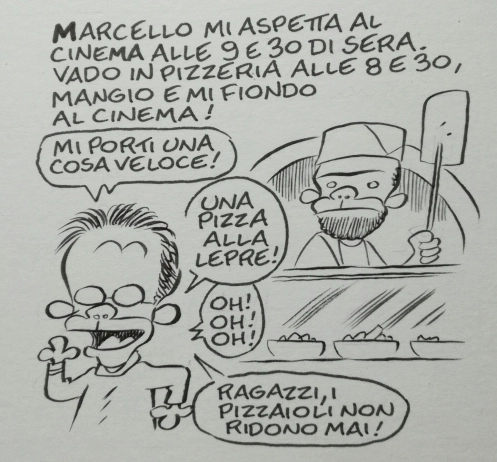 MARCELLO MI ASPETTA AL
CINEMA ALLE 9 E 30 DI SERA.
VADO IN PIZZERIA ALLE 8 E 30,
MANGIO E MI FIONDO
AL CINEMA!
MI PORTI UNA
COSA VELOCE!
UNA
PIZZA
ALLA
LEPRE!
OH!
OH!
OH!
RAGAZZI, I
PIZZAIOLI NON
RIDONO MAI!